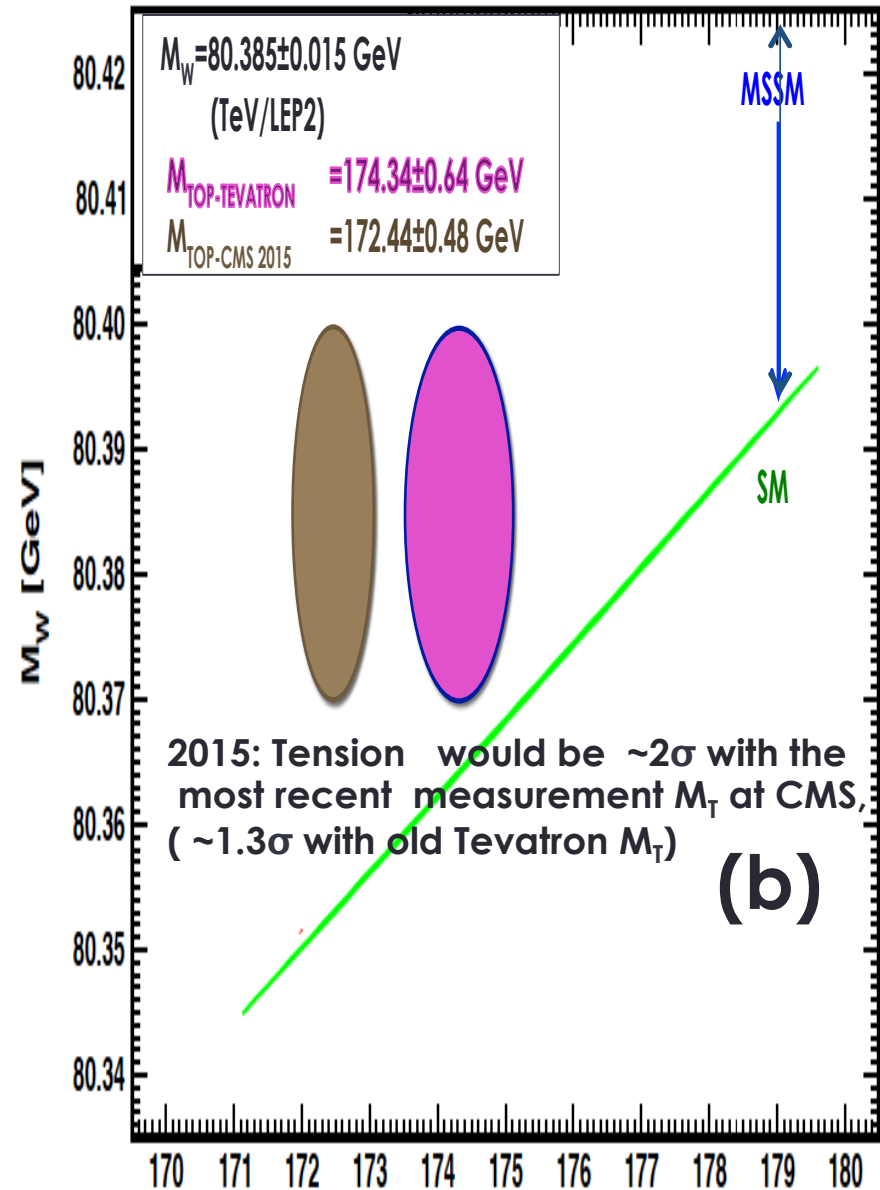 M_W=80.385±0.015 GeV
(TeV/LEP2)
M_TOP-TEVATRON =174.34±0.64 GeV
M_TOP-CMS 2015 =172.44±0.48 GeV
MSSM
SM
2015: Tension would be ~2σ with the
most recent measurement M_T at CMS,
( ~1.3σ with old Tevatron M_T)
(b)
M_W [GeV]
80.42
80.41
80.40
80.39
80.38
80.37
80.36
80.35
80.34
170 171 172 173 174 175 176 177 178 179 180